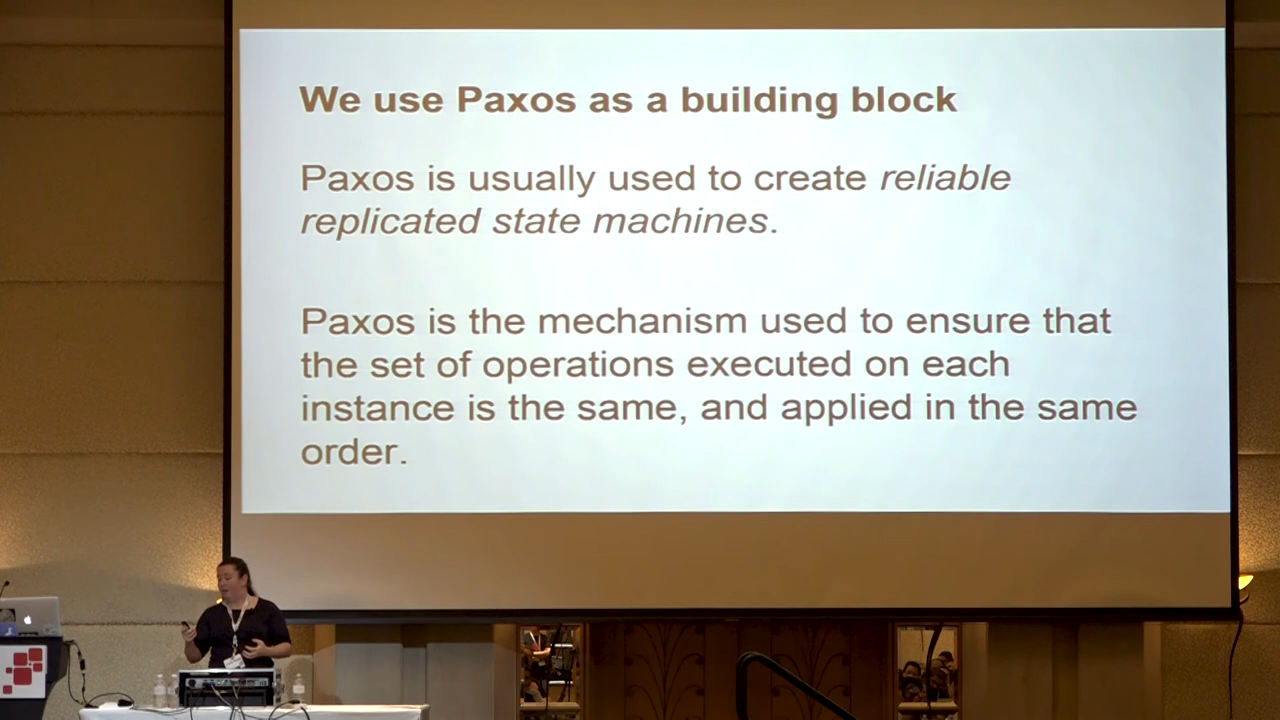 We use Paxos as a building block
Paxos is usually used to create reliable
replicated state machines.
Paxos is the mechanism used to ensure that
the set of operations executed on each
instance is the same, and applied in the same
order.